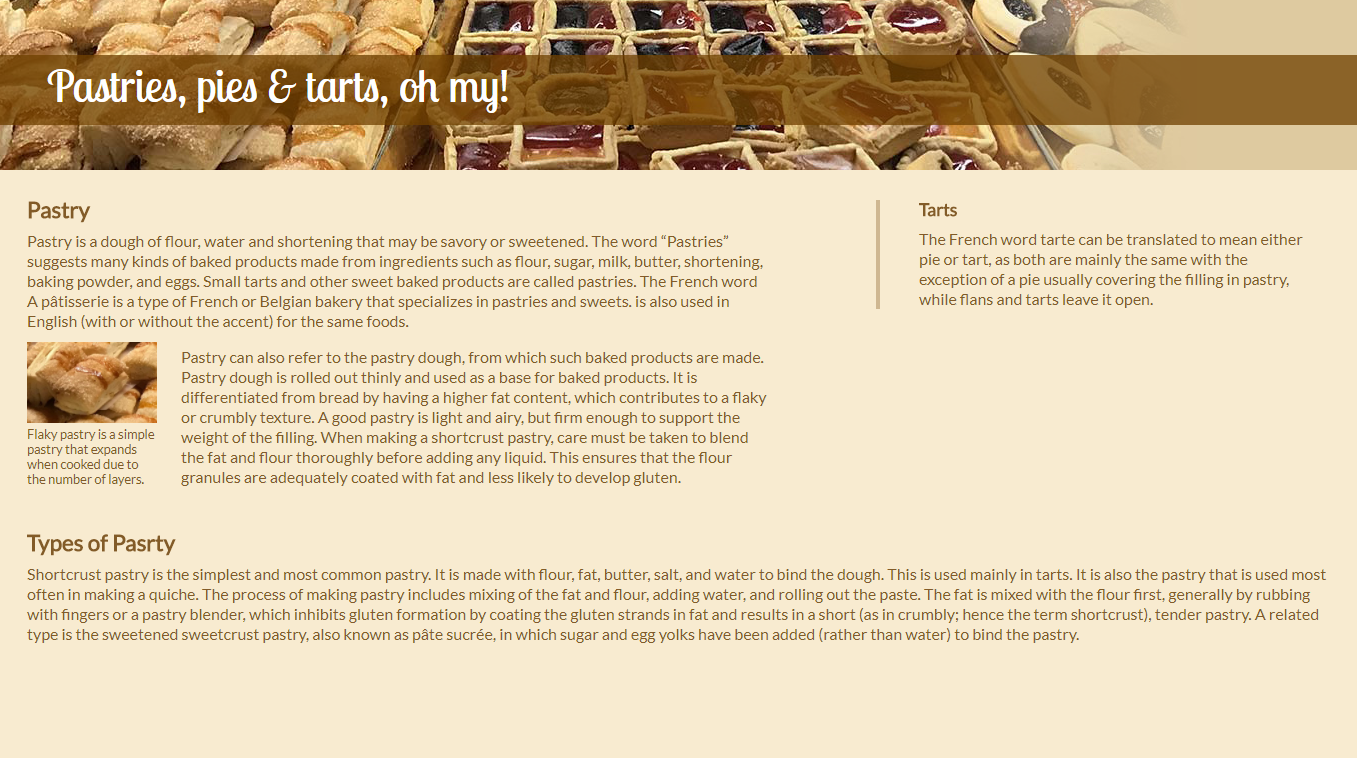 Pastries, pies & tarts, oh my!
Pastry
Pastry is a dough of flour, water and shortening that may be savory or sweetened. The word “Pastries”
suggests many kinds of baked products made from ingredients such as flour, sugar, milk, butter, shortening,
baking powder, and eggs. Small tarts and other sweet baked products are called pastries. The French word
A pâtisserie is a type of French or Belgian bakery that specializes in pastries and sweets. is also used in
English (with or without the accent) for the same foods.
Flaky pastry is a simple
pastry that expands
when cooked due to
the number of layers.
Pastry can also refer to the pastry dough, from which such baked products are made.
Pastry dough is rolled out thinly and used as a base for baked products. It is
differentiated from bread by having a higher fat content, which contributes to a flaky
or crumbly texture. A good pastry is light and airy, but firm enough to support the
weight of the filling. When making a shortcrust pastry, care must be taken to blend
the fat and flour thoroughly before adding any liquid. This ensures that the flour
granules are adequately coated with fat and less likely to develop gluten.
Tarts
The French word tarte can be translated to mean either
pie or tart, as both are mainly the same with the
exception of a pie usually covering the filling in pastry,
while flans and tarts leave it open.
Types of Pasrty
Shortcrust pastry is the simplest and most common pastry. It is made with flour, fat, butter, salt, and water to bind the dough. This is used mainly in tarts. It is also the pastry that is used most
often in making a quiche. The process of making pastry includes mixing of the fat and flour, adding water, and rolling out the paste. The fat is mixed with the flour first, generally by rubbing
with fingers or a pastry blender, which inhibits gluten formation by coating the gluten strands in fat and results in a short (as in crumbly; hence the term shortcrust), tender pastry. A related
type is the sweetened sweetcrust pastry, also known as pâte sucrée, in which sugar and egg yolks have been added (rather than water) to bind the pastry.